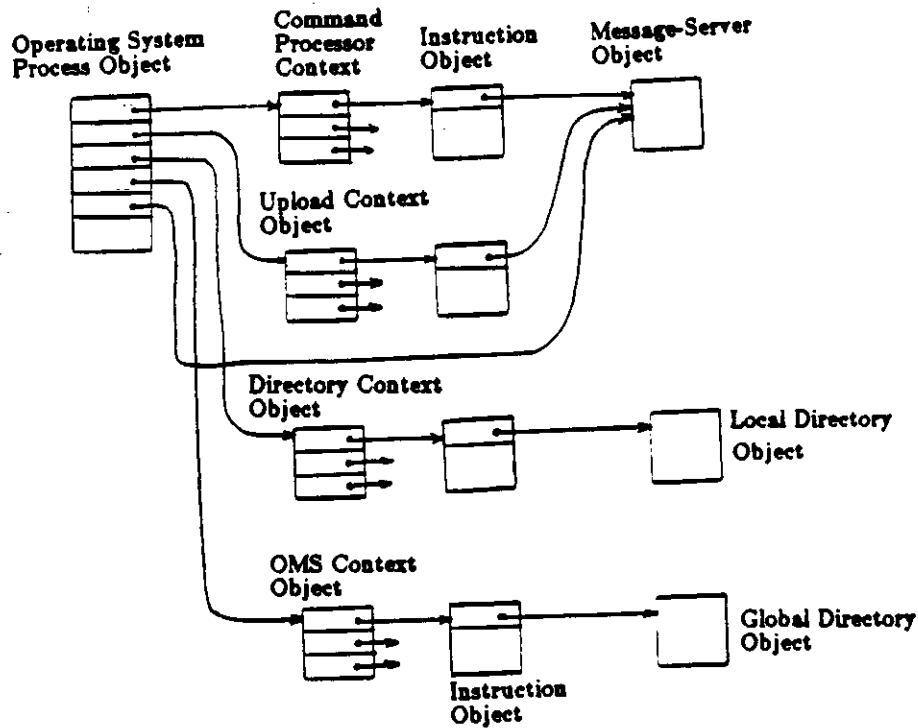 Operating System
Process Object
Command
Processor
Context
Instruction
Object
Message-Server
Object
Upload Context
Object
Directory Context
Object
Local Directory
Object
OMS Context
Object
Global Directory
Object
Instruction
Object